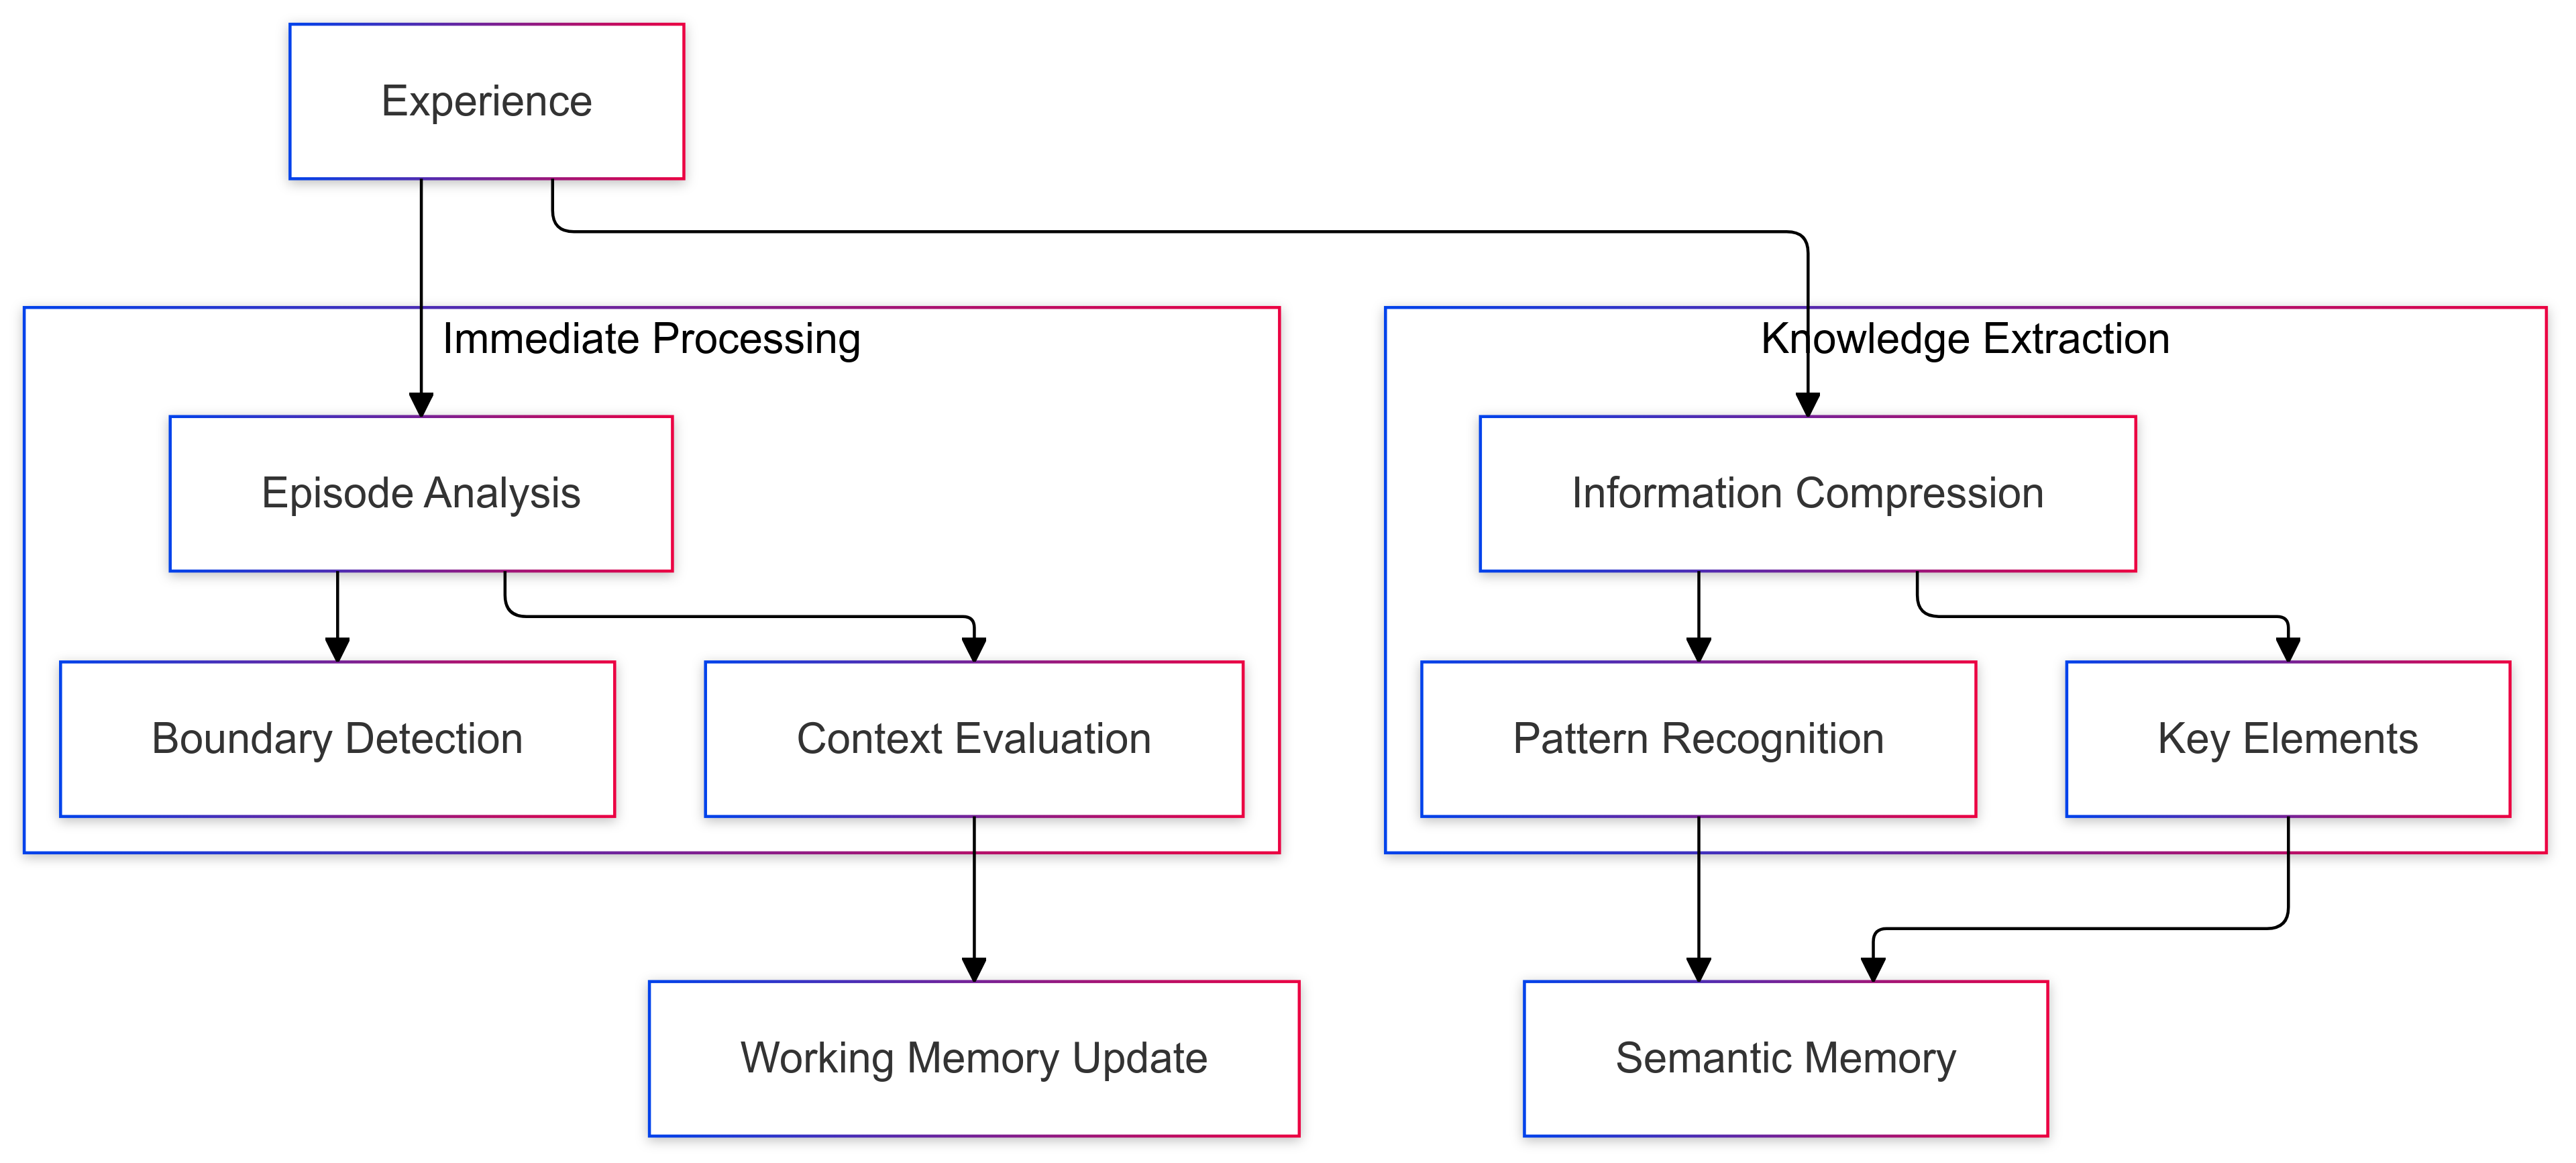 Experience
Immediate Processing
Knowledge Extraction
Episode Analysis
Information Compression
Boundary Detection
Context Evaluation
Pattern Recognition
Key Elements
Working Memory Update
Semantic Memory